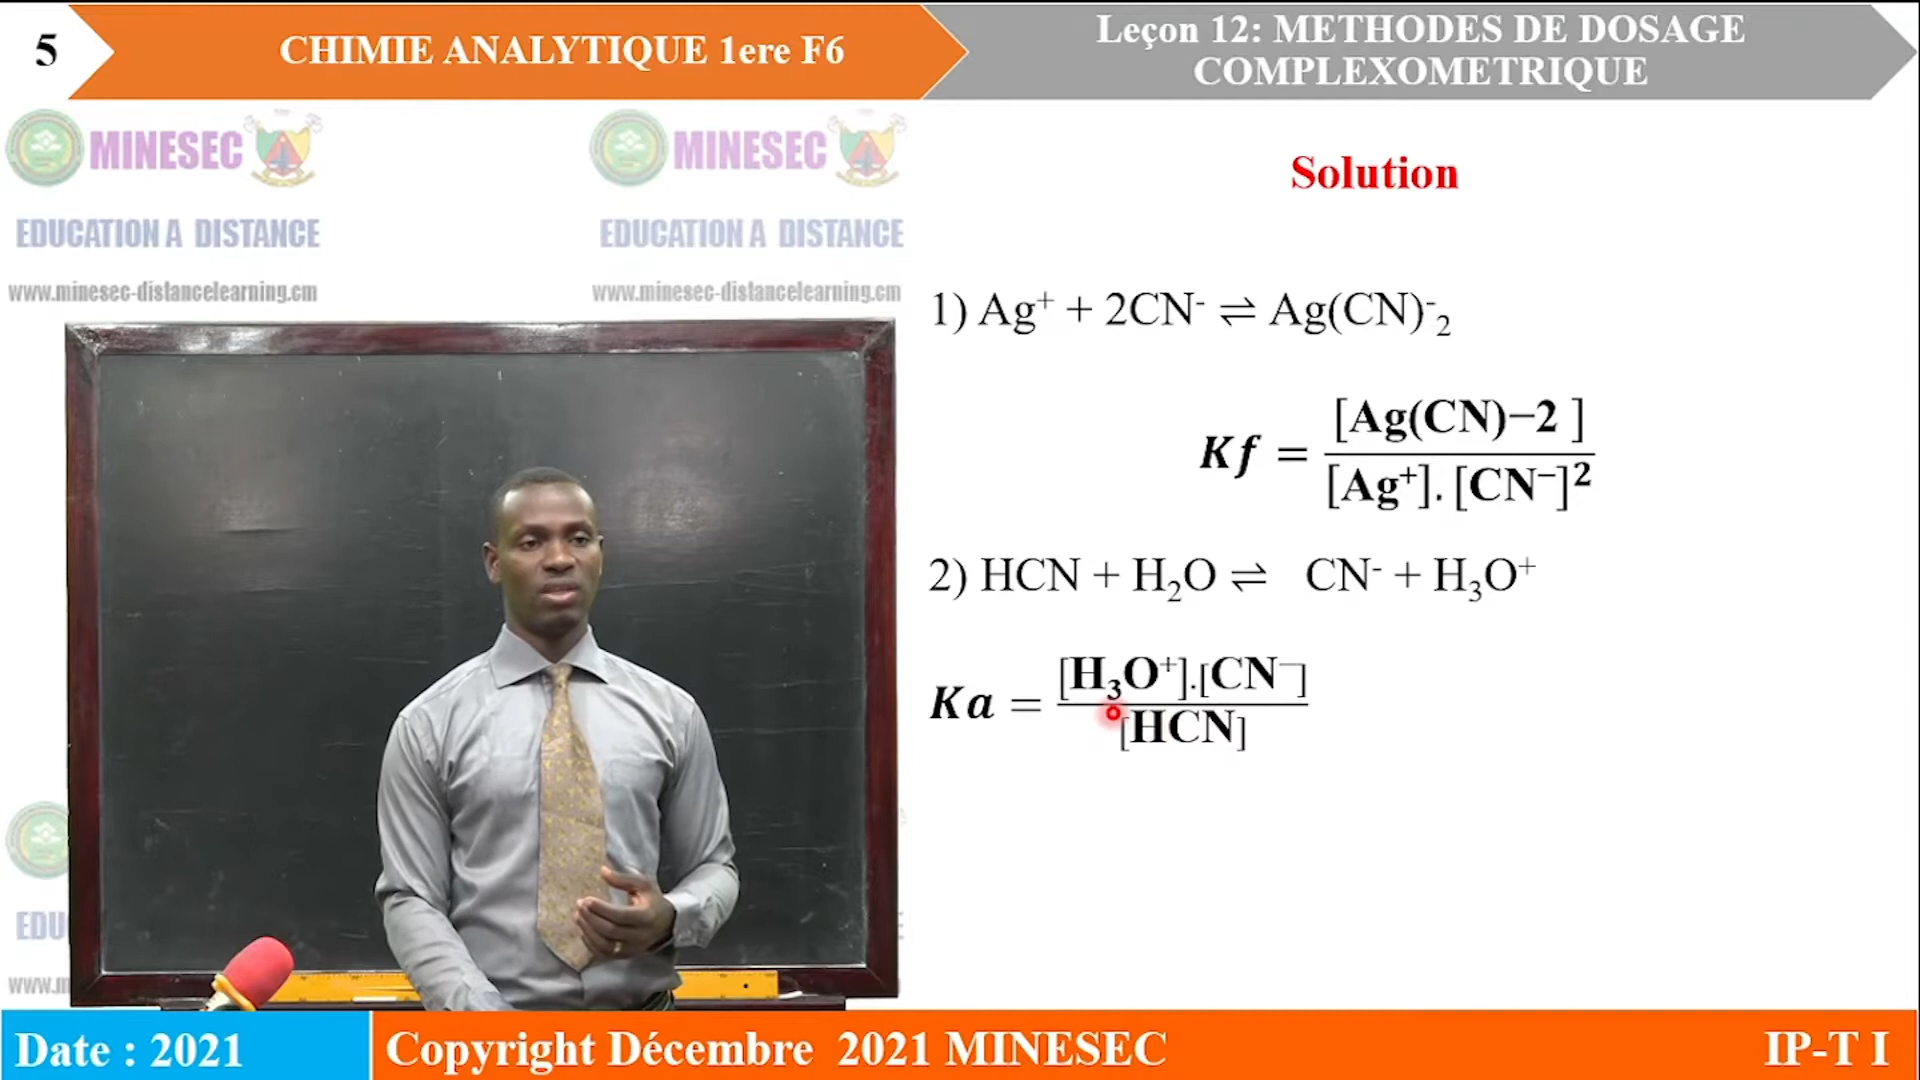 5
CHIMIE ANALYTIQUE 1ere F6
Leçon 12: METHODES DE DOSAGE
COMPLEXOMETRIQUE
MINESEC
EDUCATION A DISTANCE
www.minesec-distancelearning.cm
MINESEC
EDUCATION A DISTANCE
www.minesec-distancelearning.cm
Solution
1) Ag⁺ + 2CN⁻ ⇌ Ag(CN)⁻₂
Kf = [Ag(CN)−2 ] / [Ag⁺]. [CN⁻]²
2) HCN + H₂O ⇌ CN⁻ + H₃O⁺
Ka = [H₃O⁺].[CN⁻] / [HCN]
EDU
www.m
Date : 2021
Copyright Décembre 2021 MINESEC
IP-T I